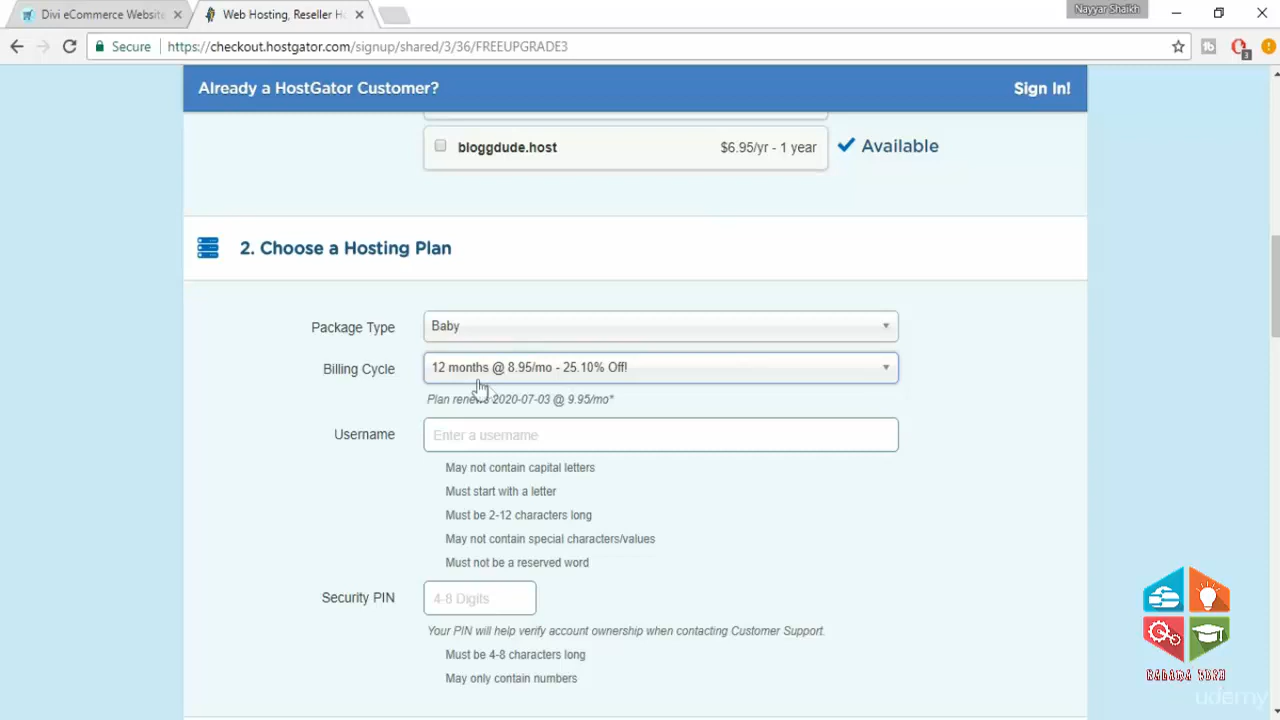 Divi eCommerce Website
Web Hosting, Reseller H
Nayyar Shaikh
Secure
https://checkout.hostgator.com/signup/shared/3/36/FREEUPGRADE3
3
Already a HostGator Customer?
Sign In!
bloggdude.host
$6.95/yr - 1 year
Available
2. Choose a Hosting Plan
Package Type
Baby
Billing Cycle
12 months @ 8.95/mo - 25.10% Off!
Plan renews 2020-07-03 @ 9.95/mo*
Username
Enter a username
May not contain capital letters
Must start with a letter
Must be 2-12 characters long
May not contain special characters/values
Must not be a reserved word
Security PIN
4-8 Digits
Your PIN will help verify account ownership when contacting Customer Support.
Must be 4-8 characters long
May only contain numbers
udemy